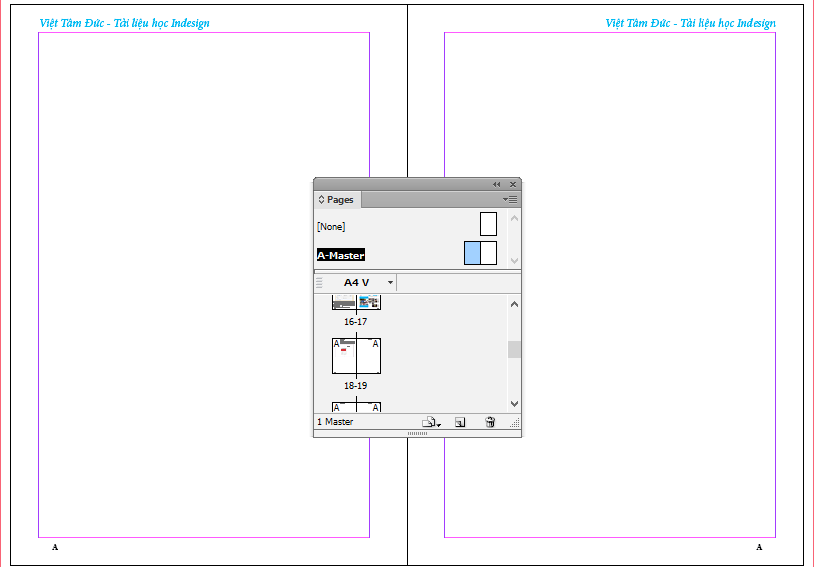 Việt Tâm Đức - Tài liệu học Indesign
Việt Tâm Đức - Tài liệu học Indesign
Pages
[None]
A-Master
A4 V
16-17
A A
18-19
A A
1 Master
A
A